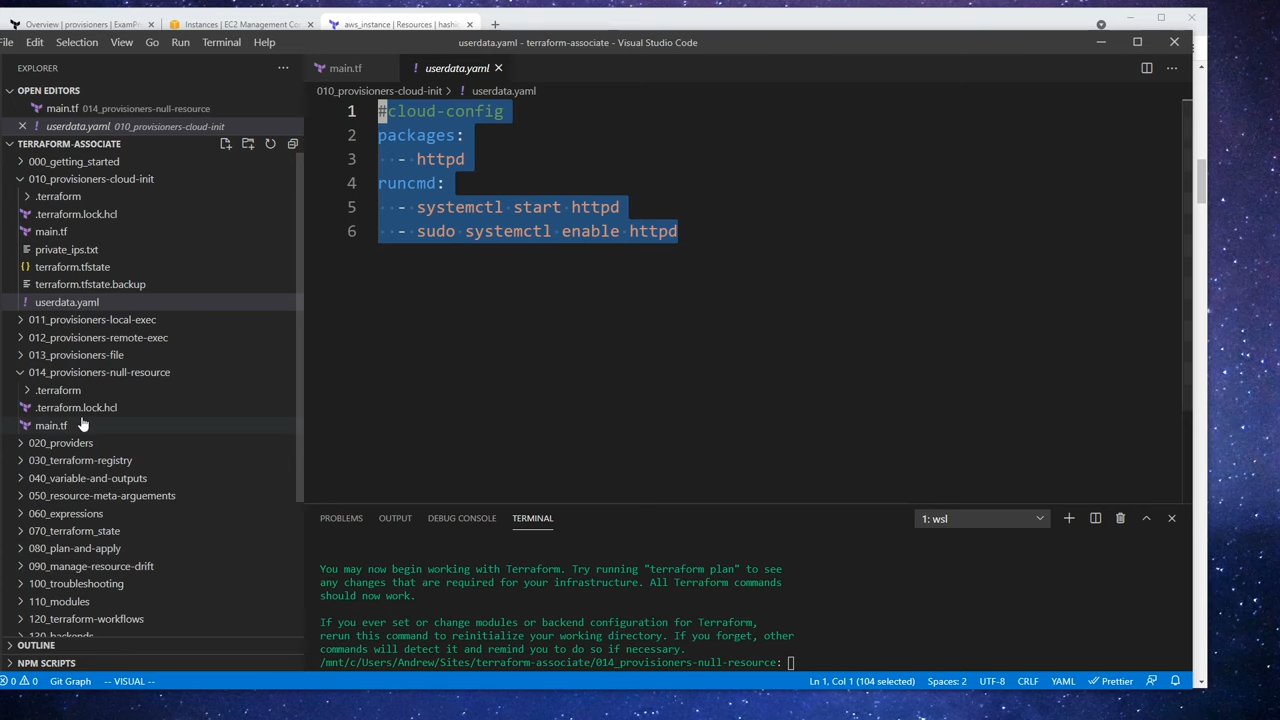 Overview | provisioners | ExamPro
Instances | EC2 Management Co
aws_instance | Resources | hashic
File Edit Selection View Go Run Terminal Help
userdata.yaml - terraform-associate - Visual Studio Code
EXPLORER
main.tf
userdata.yaml
OPEN EDITORS
main.tf 014_provisioners-null-resource
userdata.yaml 010_provisioners-cloud-init
TERRAFORM-ASSOCIATE
000_getting_started
010_provisioners-cloud-init
.terraform
.terraform.lock.hcl
main.tf
private_ips.txt
terraform.tfstate
terraform.tfstate.backup
userdata.yaml
011_provisioners-local-exec
012_provisioners-remote-exec
013_provisioners-file
014_provisioners-null-resource
.terraform
.terraform.lock.hcl
main.tf
020_providers
030_terraform-registry
040_variable-and-outputs
050_resource-meta-arguements
060_expressions
070_terraform_state
080_plan-and-apply
090_manage-resource-drift
100_troubleshooting
110_modules
120_terraform-workflows
130_backends
OUTLINE
NPM SCRIPTS
010_provisioners-cloud-init > ! userdata.yaml
1 #cloud-config
2 packages:
3 - httpd
4 runcmd:
5 - systemctl start httpd
6 - sudo systemctl enable httpd
PROBLEMS OUTPUT DEBUG CONSOLE TERMINAL
1: wsl
You may now begin working with Terraform. Try running "terraform plan" to see
any changes that are required for your infrastructure. All Terraform commands
should now work.
If you ever set or change modules or backend configuration for Terraform,
rerun this command to reinitialize your working directory. If you forget, other
commands will detect it and remind you to do so if necessary.
/mnt/c/Users/Andrew/Sites/terraform-associate/014_provisioners-null-resource:
0 0 Git Graph -- VISUAL -- Ln 1, Col 1 (104 selected) Spaces: 2 UTF-8 CRLF YAML Prettier